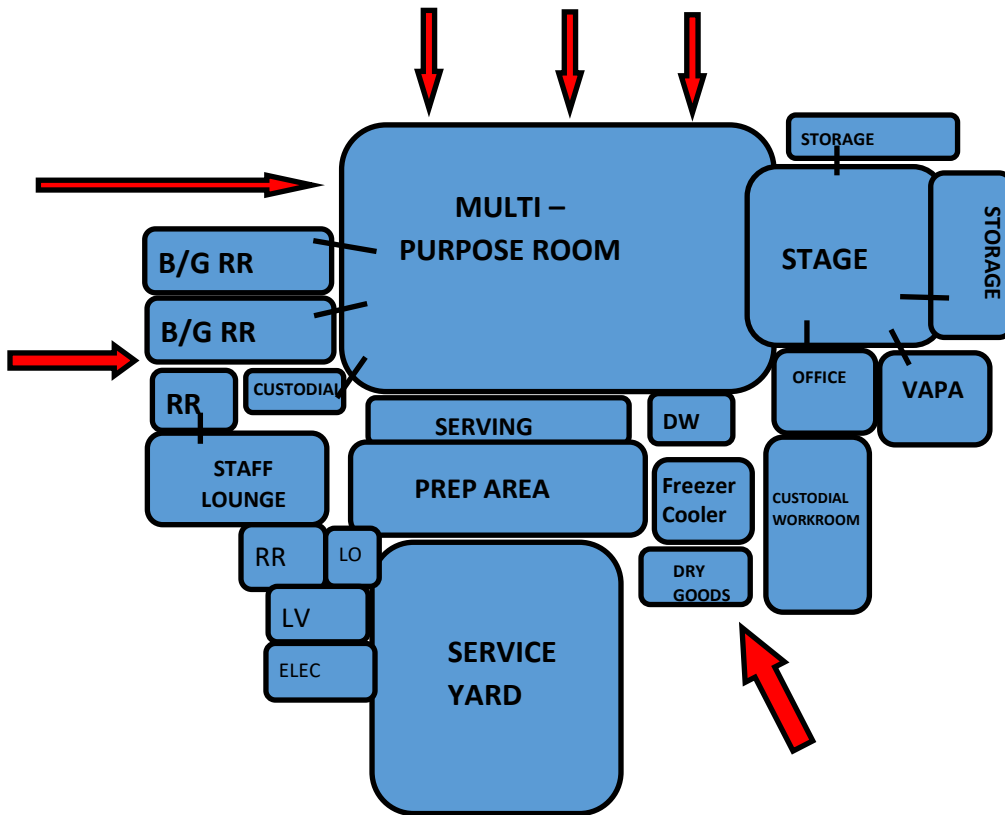 STORAGE
MULTI –
PURPOSE ROOM
STORAGE
STAGE
B/G RR
B/G RR
OFFICE
VAPA
CUSTODIAL
RR
SERVING
DW
STAFF
LOUNGE
PREP AREA
Freezer
Cooler
CUSTODIAL
WORKROOM
RR
LO
DRY
GOODS
LV
ELEC
SERVICE
YARD